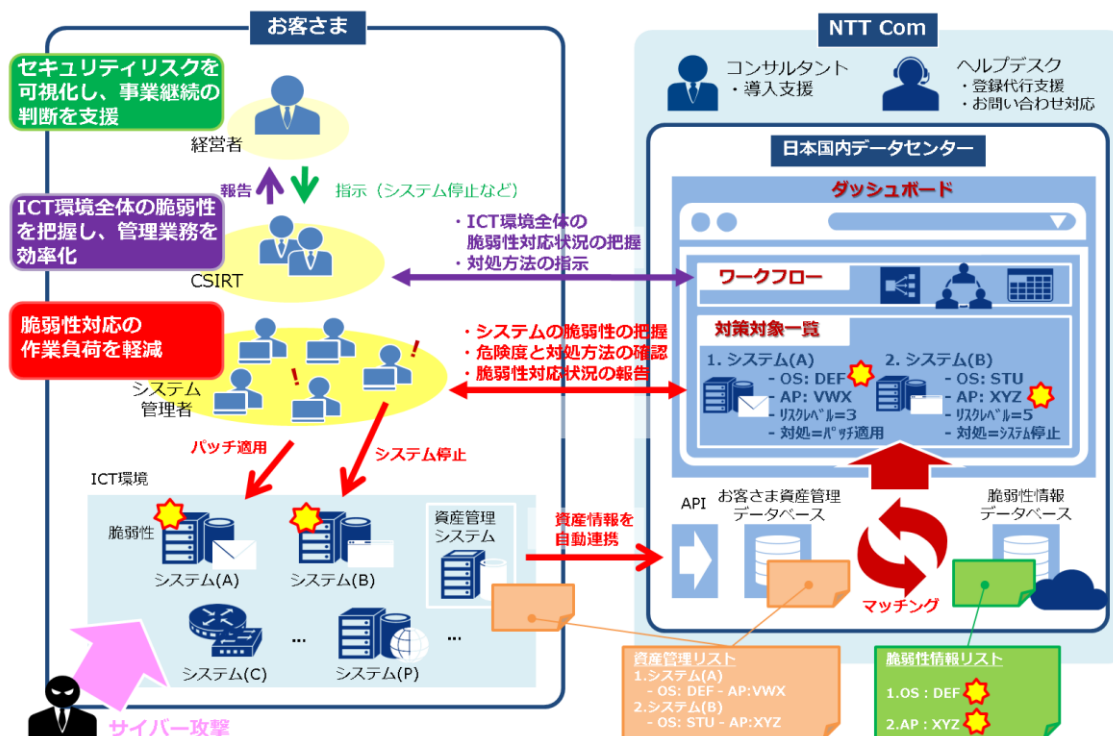 お客さま
セキュリティリスクを
可視化し、事業継続の
判断を支援
経営者
報告
指示（システム停止など）
ICT環境全体の脆弱性
を把握し、管理業務を
効率化
CSIRT
・ICT環境全体の
脆弱性対応状況の把握
・対処方法の指示
脆弱性対応の
作業負荷を軽減
!
!
システム
管理者
・システムの脆弱性の把握
・危険度と対処方法の確認
・脆弱性対応状況の報告
パッチ適用
システム停止
ICT環境
脆弱性
システム(A)
システム(B)
資産管理
システム
システム(C)
...
システム(P)
...
資産情報を
自動連携
サイバー攻撃
NTT Com
コンサルタント
・導入支援
ヘルプデスク
・登録代行支援
・お問い合わせ対応
日本国内データセンター
ダッシュボード
ワークフロー
対策対象一覧
1. システム(A)
- OS: DEF
- AP: VWX
- ﾘｽｸﾚﾍﾞﾙ=3
- 対処=ﾊﾟｯﾁ適用
2. システム(B)
- OS: STU
- AP: XYZ
- ﾘｽｸﾚﾍﾞﾙ=5
- 対処=ｼｽﾃﾑ停止
API
お客さま資産管理
データベース
脆弱性情報
データベース
マッチング
資産管理リスト
1.システム(A)
- OS: DEF - AP:VWX
2.システム(B)
- OS: STU - AP:XYZ
脆弱性情報リスト
1.OS : DEF
2.AP : XYZ